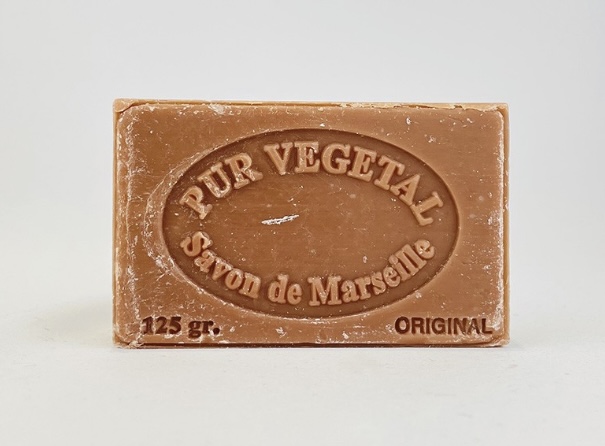 PUR VEGETAL
Savon de Marseille
125 gr.
ORIGINAL